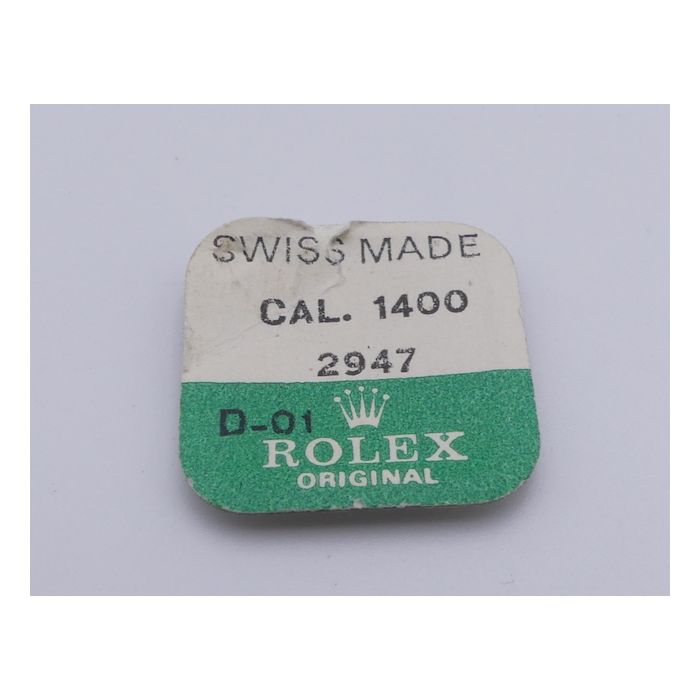 SWISS MADE
CAL. 1400
2947
D-01
ROLEX
ORIGINAL